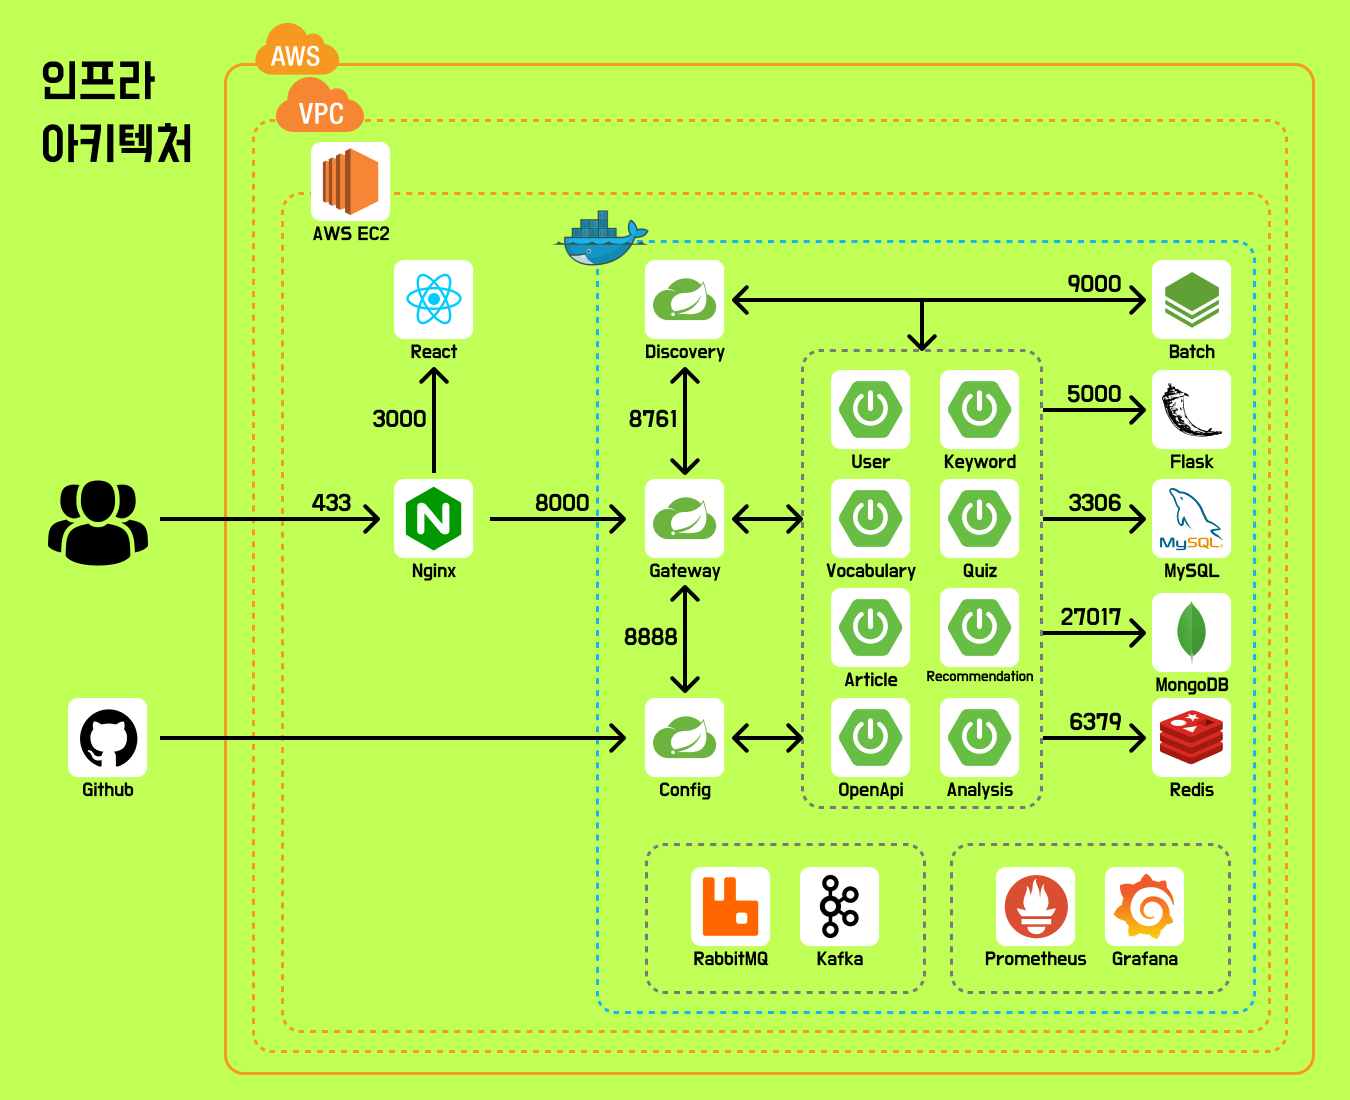 인프라
아키텍처
AWS
VPC
AWS EC2
React
3000
433
Nginx
8000
Github
Discovery
8761
Gateway
8888
Config
9000
Batch
User
Keyword
5000
Flask
Vocabulary
Quiz
3306
MySQL
MySQL
Article
Recommendation
27017
MongoDB
OpenApi
Analysis
6379
Redis
RabbitMQ
Kafka
Prometheus
Grafana